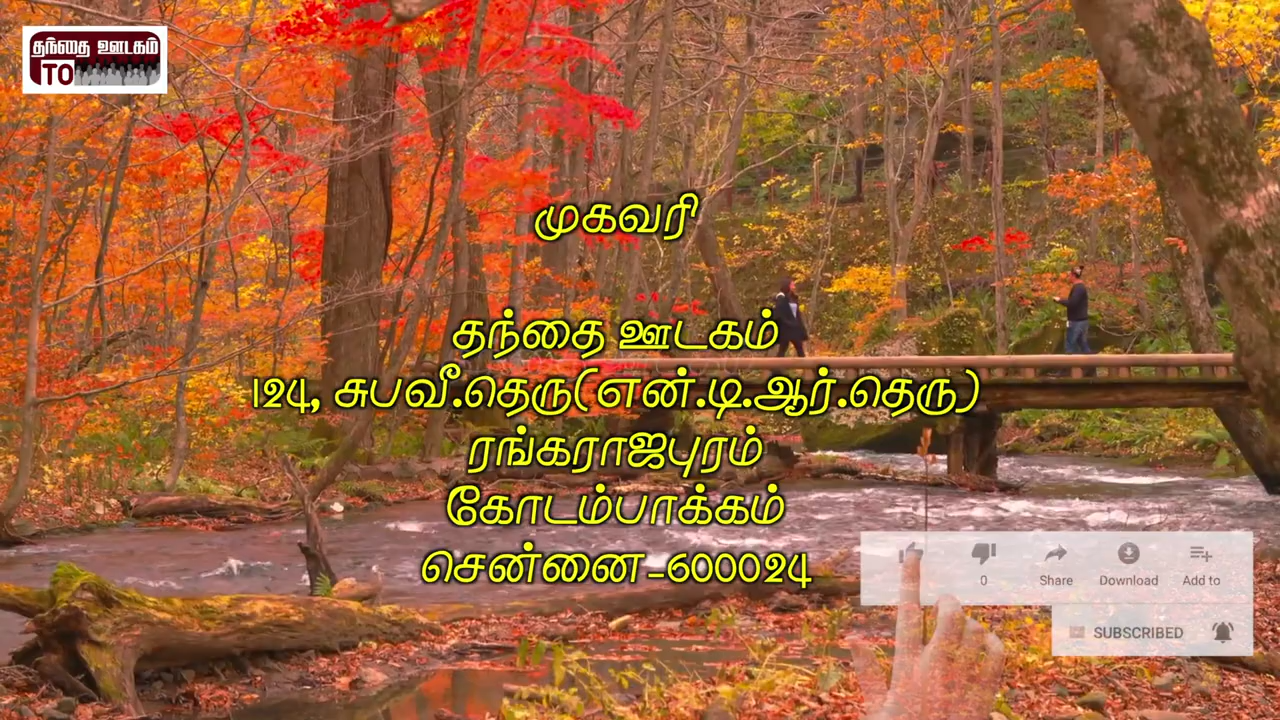 தந்தை ஊடகம்
TO
முகவரி
தந்தை ஊடகம்
124, சுபவீ.தெரு(என்.டி.ஆர்.தெரு)
ரங்கராஜபுரம்
கோடம்பாக்கம்
சென்னை-600024
0 Share Download Add to
SUBSCRIBED